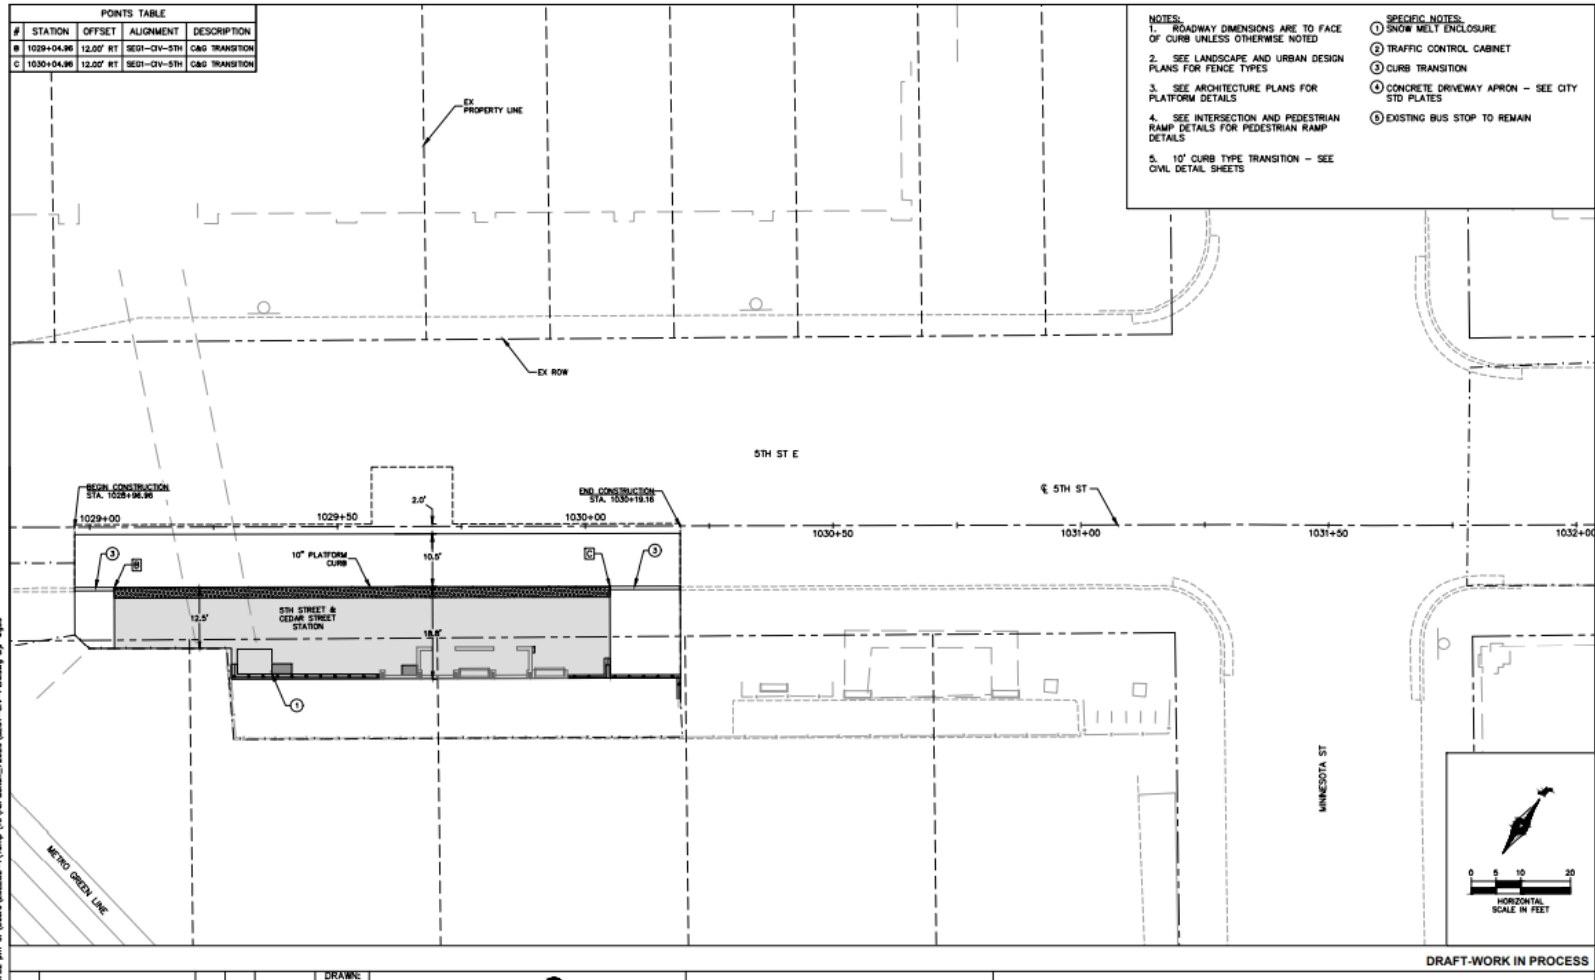 POINTS TABLE
# STATION OFFSET ALIGNMENT DESCRIPTION
B 1029+04.96 12.00' RT SEG1-CIV-5TH C&G TRANSITION
C 1030+04.96 12.00' RT SEG1-CIV-5TH C&G TRANSITION
NOTES:
1. ROADWAY DIMENSIONS ARE TO FACE
OF CURB UNLESS OTHERWISE NOTED
2. SEE LANDSCAPE AND URBAN DESIGN
PLANS FOR FENCE TYPES
3. SEE ARCHITECTURE PLANS FOR
PLATFORM DETAILS
4. SEE INTERSECTION AND PEDESTRIAN
RAMP DETAILS FOR PEDESTRIAN RAMP
DETAILS
5. 10' CURB TYPE TRANSITION - SEE
CIVIL DETAIL SHEETS
SPECIFIC NOTES:
1 SNOW MELT ENCLOSURE
2 TRAFFIC CONTROL CABINET
3 CURB TRANSITION
4 CONCRETE DRIVEWAY APRON - SEE CITY
STD PLATES
5 EXISTING BUS STOP TO REMAIN
EX
PROPERTY LINE
EX ROW
5TH ST E
BEGIN CONSTRUCTION
STA. 1028+96.96
END CONSTRUCTION
STA. 1030+19.16
℄ 5TH ST
2.0'
1029+00
1029+50
1030+00
1030+50
1031+00
1031+50
1032+00
3
B
10" PLATFORM
CURB
10.5'
C
3
12.5'
5TH STREET &
CEDAR STREET
STATION
18.8'
1
MINNESOTA ST
METRO GREEN LINE
0 5 10 20
HORIZONTAL
SCALE IN FEET
DRAFT-WORK IN PROCESS
DRAWN: